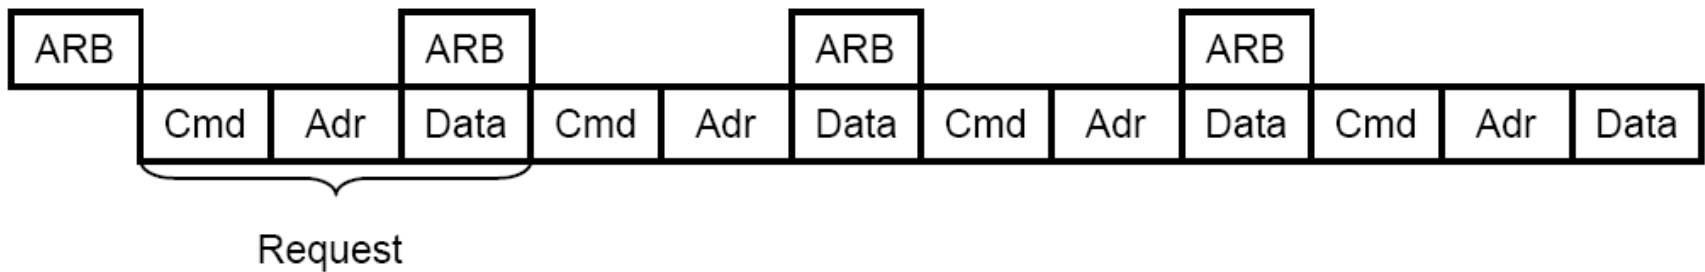 ARB ARB ARB ARB
Cmd Adr Data Cmd Adr Data Cmd Adr Data Cmd Adr Data
Request